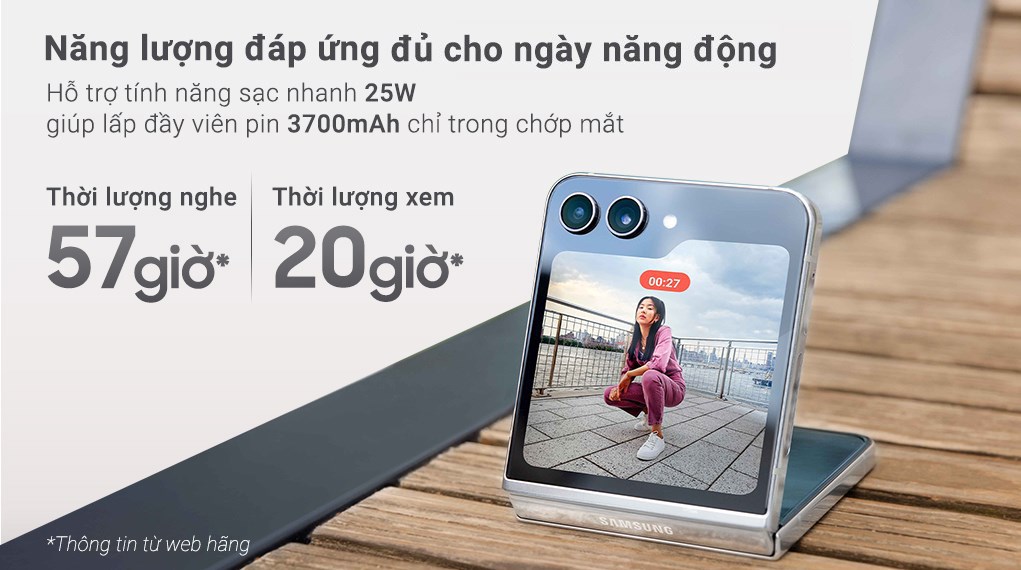 Năng lượng đáp ứng đủ cho ngày năng động
Hỗ trợ tính năng sạc nhanh 25W
giúp lấp đầy viên pin 3700mAh chỉ trong chớp mắt
Thời lượng nghe
57giờ*
Thời lượng xem
20giờ*
00:27
SAMSUNG
*Thông tin từ web hãng